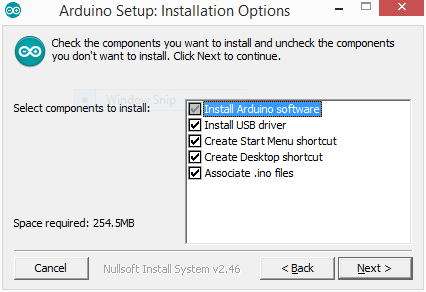 Arduino Setup: Installation Options
Check the components you want to install and uncheck the components
you don't want to install. Click Next to continue.
Window Snip
Select components to install:
Install Arduino software
Install USB driver
Create Start Menu shortcut
Create Desktop shortcut
Associate .ino files
Space required: 254.5MB
Cancel
Nullsoft Install System v2.46
< Back
Next >